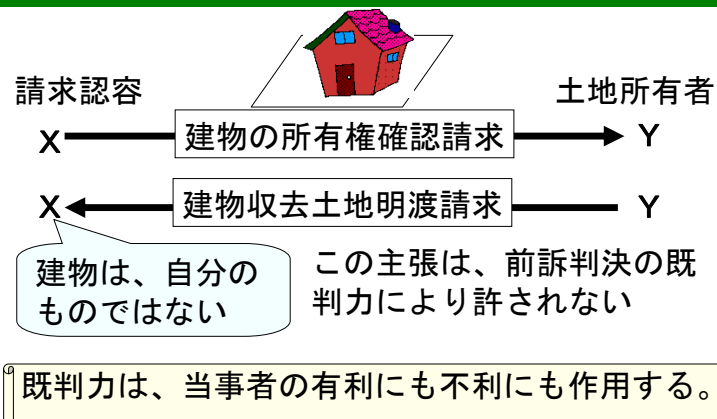 請求認容
土地所有者
X 建物の所有権確認請求 Y
X 建物収去土地明渡請求 Y
建物は、自分の
ものではない
この主張は、前訴判決の既
判力により許されない
既判力は、当事者の有利にも不利にも作用する。